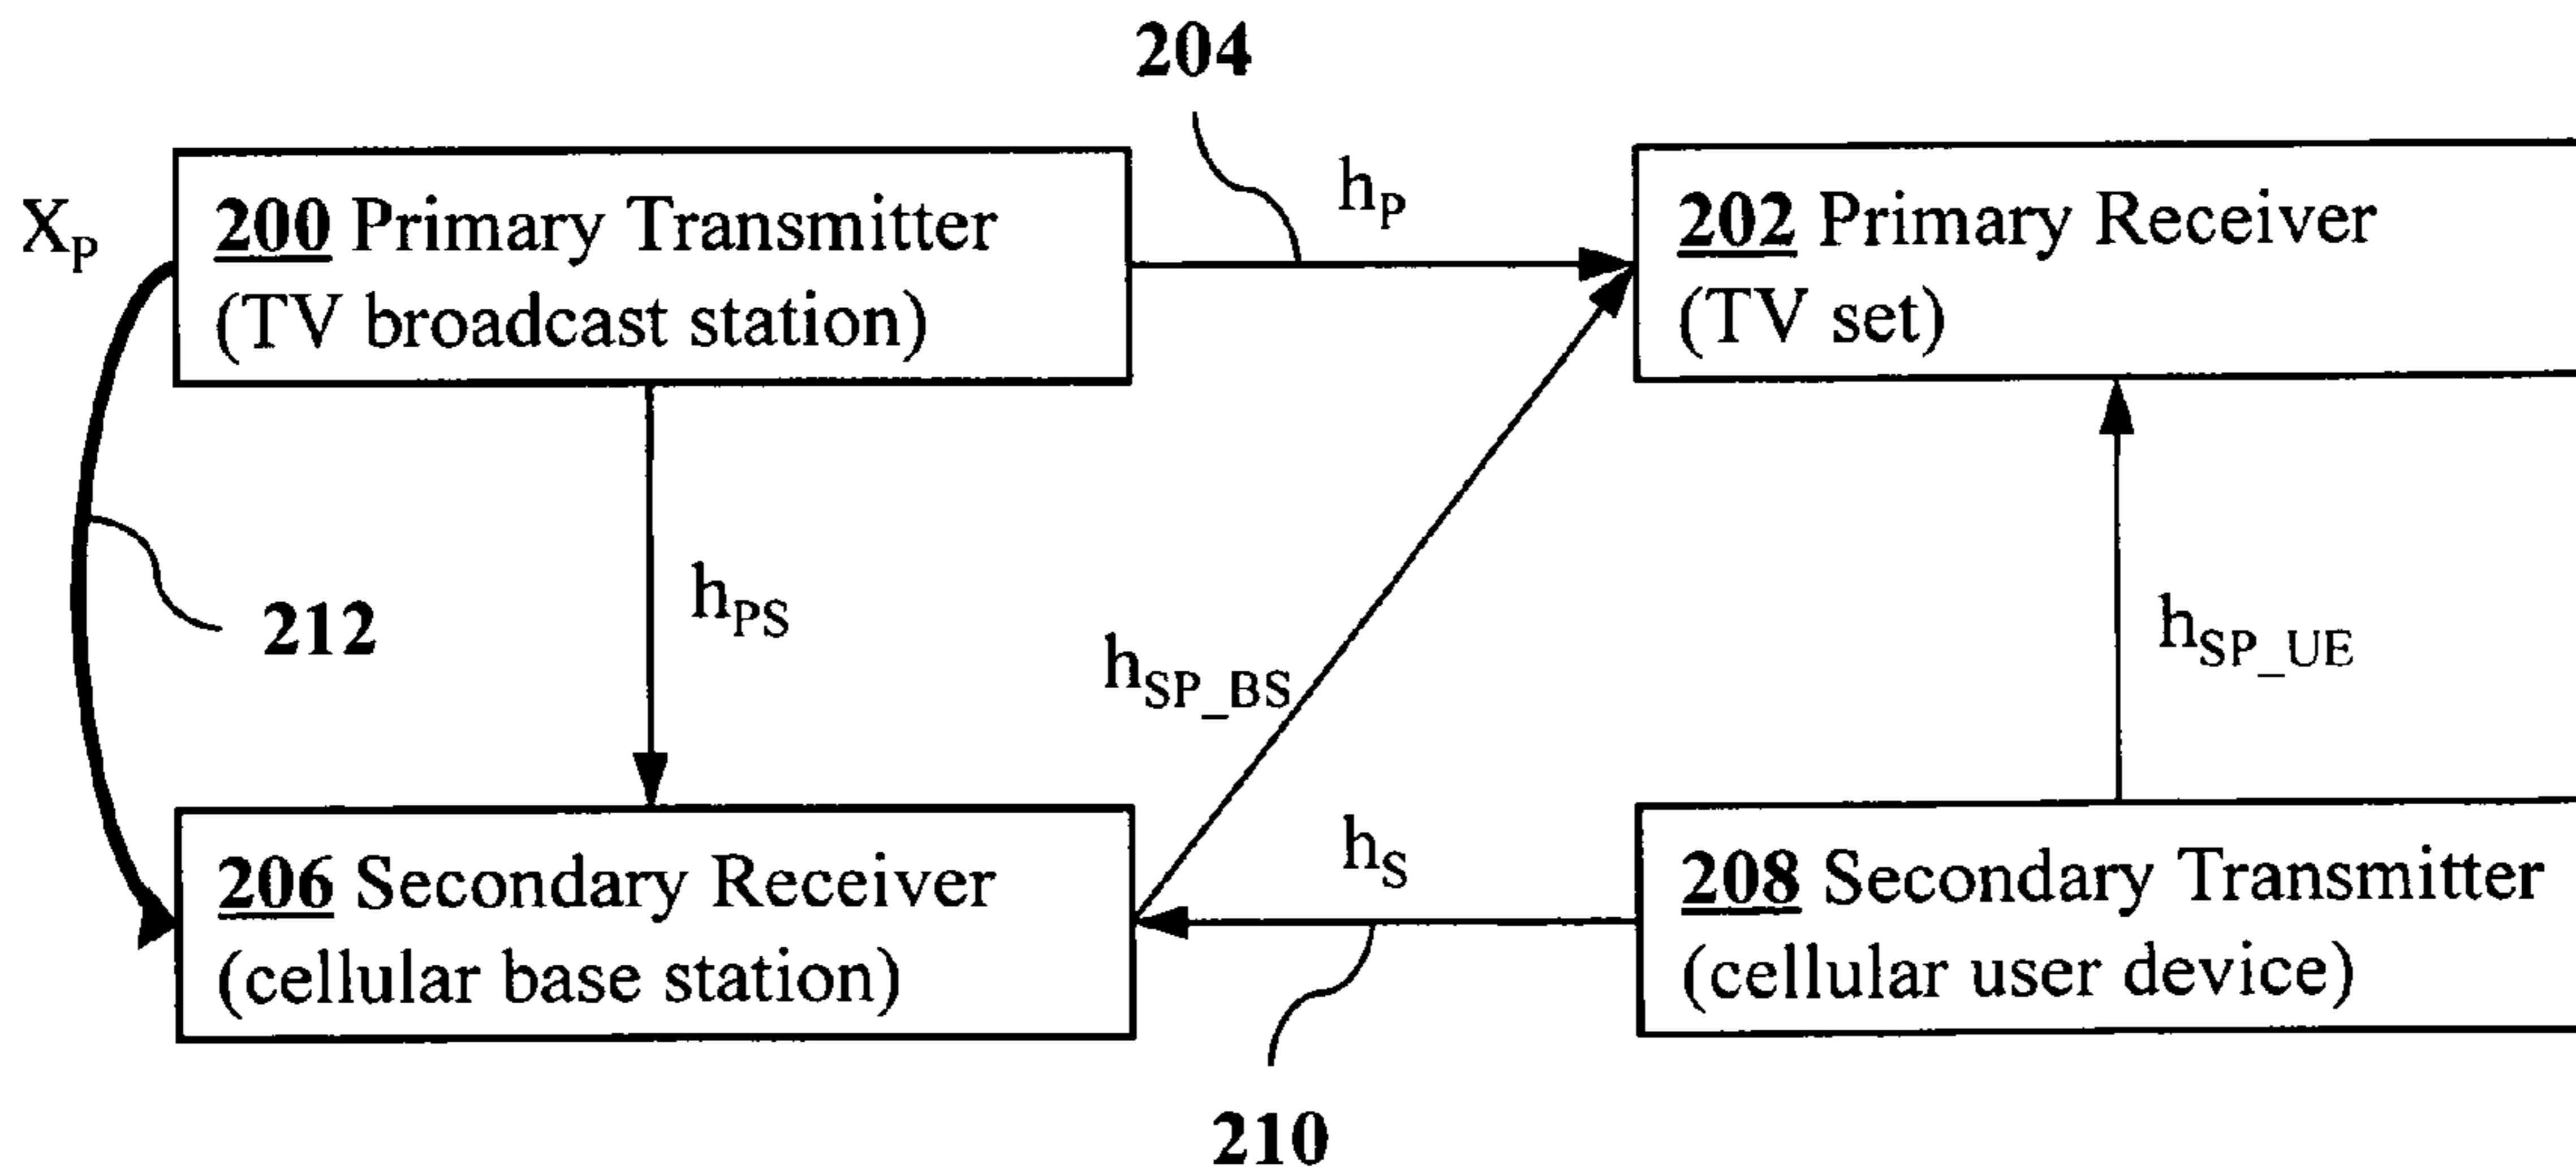 204
X_P
h_P
200 Primary Transmitter
(TV broadcast station)
202 Primary Receiver
(TV set)
212
h_PS
h_SP_BS
h_SP_UE
h_S
206 Secondary Receiver
(cellular base station)
208 Secondary Transmitter
(cellular user device)
210